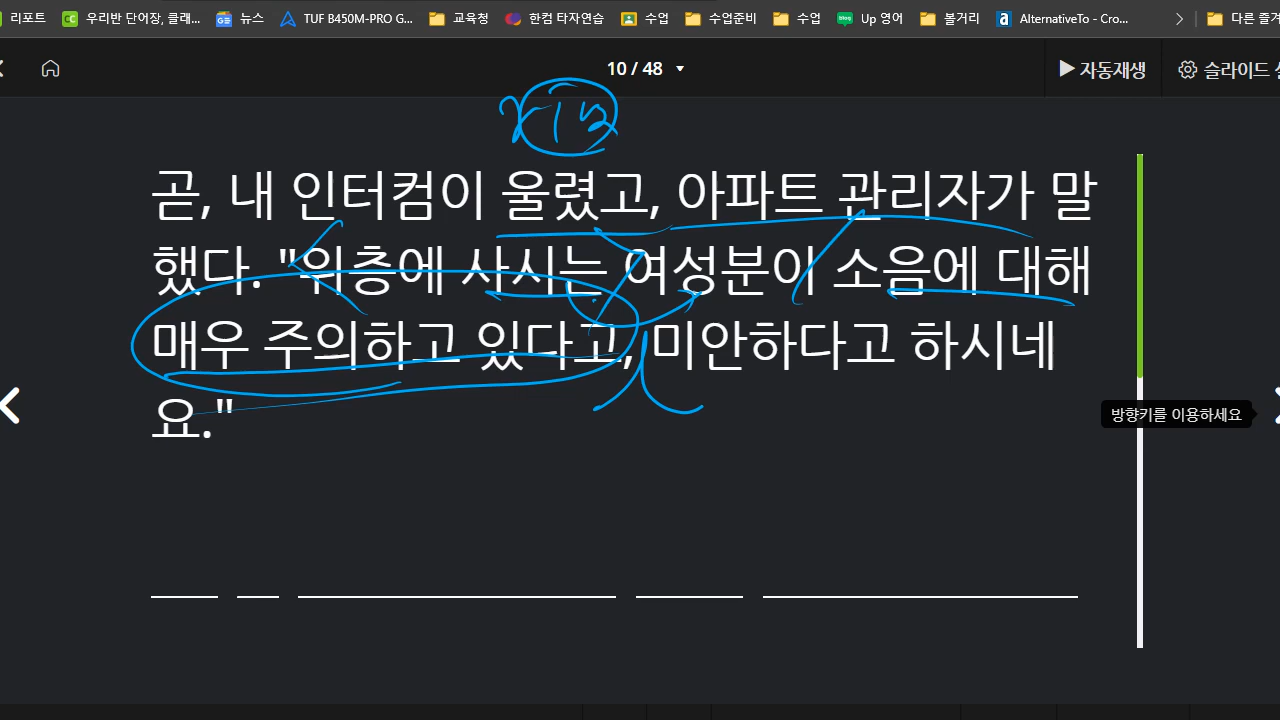 리포트 우리반 단어장, 클래... 뉴스 TUF B450M-PRO G... 교육청 한컴 타자연습 수업 수업준비 수업 Up 영어 볼거리 AlternativeTo - Cro... 다른 즐겨
10 / 48 자동재생 슬라이드 설
곧, 내 인터컴이 울렸고, 아파트 관리자가 말
했다. "위층에 사시는 여성분이 소음에 대해
매우 주의하고 있다고, 미안하다고 하시네
요."
방향키를 이용하세요